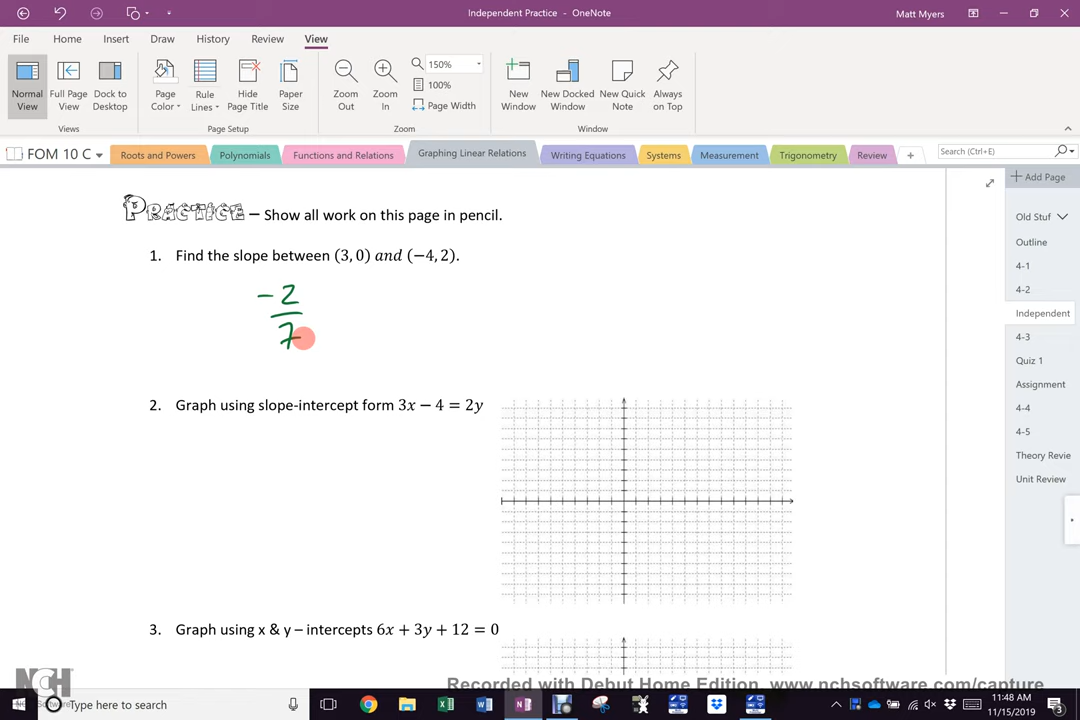 Independent Practice - OneNote
Matt Myers
File Home Insert Draw History Review View
Normal View
Full Page View
Dock to Desktop
Page Color
Rule Lines
Hide Page Title
Paper Size
Zoom Out
Zoom In
150%
100%
Page Width
New Window
New Docked Window
New Quick Note
Always on Top
Views
Page Setup
Zoom
Window
FOM 10 C
Roots and Powers
Polynomials
Functions and Relations
Graphing Linear Relations
Writing Equations
Systems
Measurement
Trigonometry
Review
Search (Ctrl+E)
Add Page
Old Stuf
Outline
4-1
4-2
Independent
4-3
Quiz 1
Assignment
4-4
4-5
Theory Revie
Unit Review
Practice – Show all work on this page in pencil.
1. Find the slope between (3, 0) and (−4, 2).
-2
7
2. Graph using slope-intercept form 3x − 4 = 2y
3. Graph using x & y – intercepts 6x + 3y + 12 = 0
NCH
Recorded with Debut Home Edition www.nchsoftware.com/capture
Type here to search
11:48 AM
11/15/2019
3